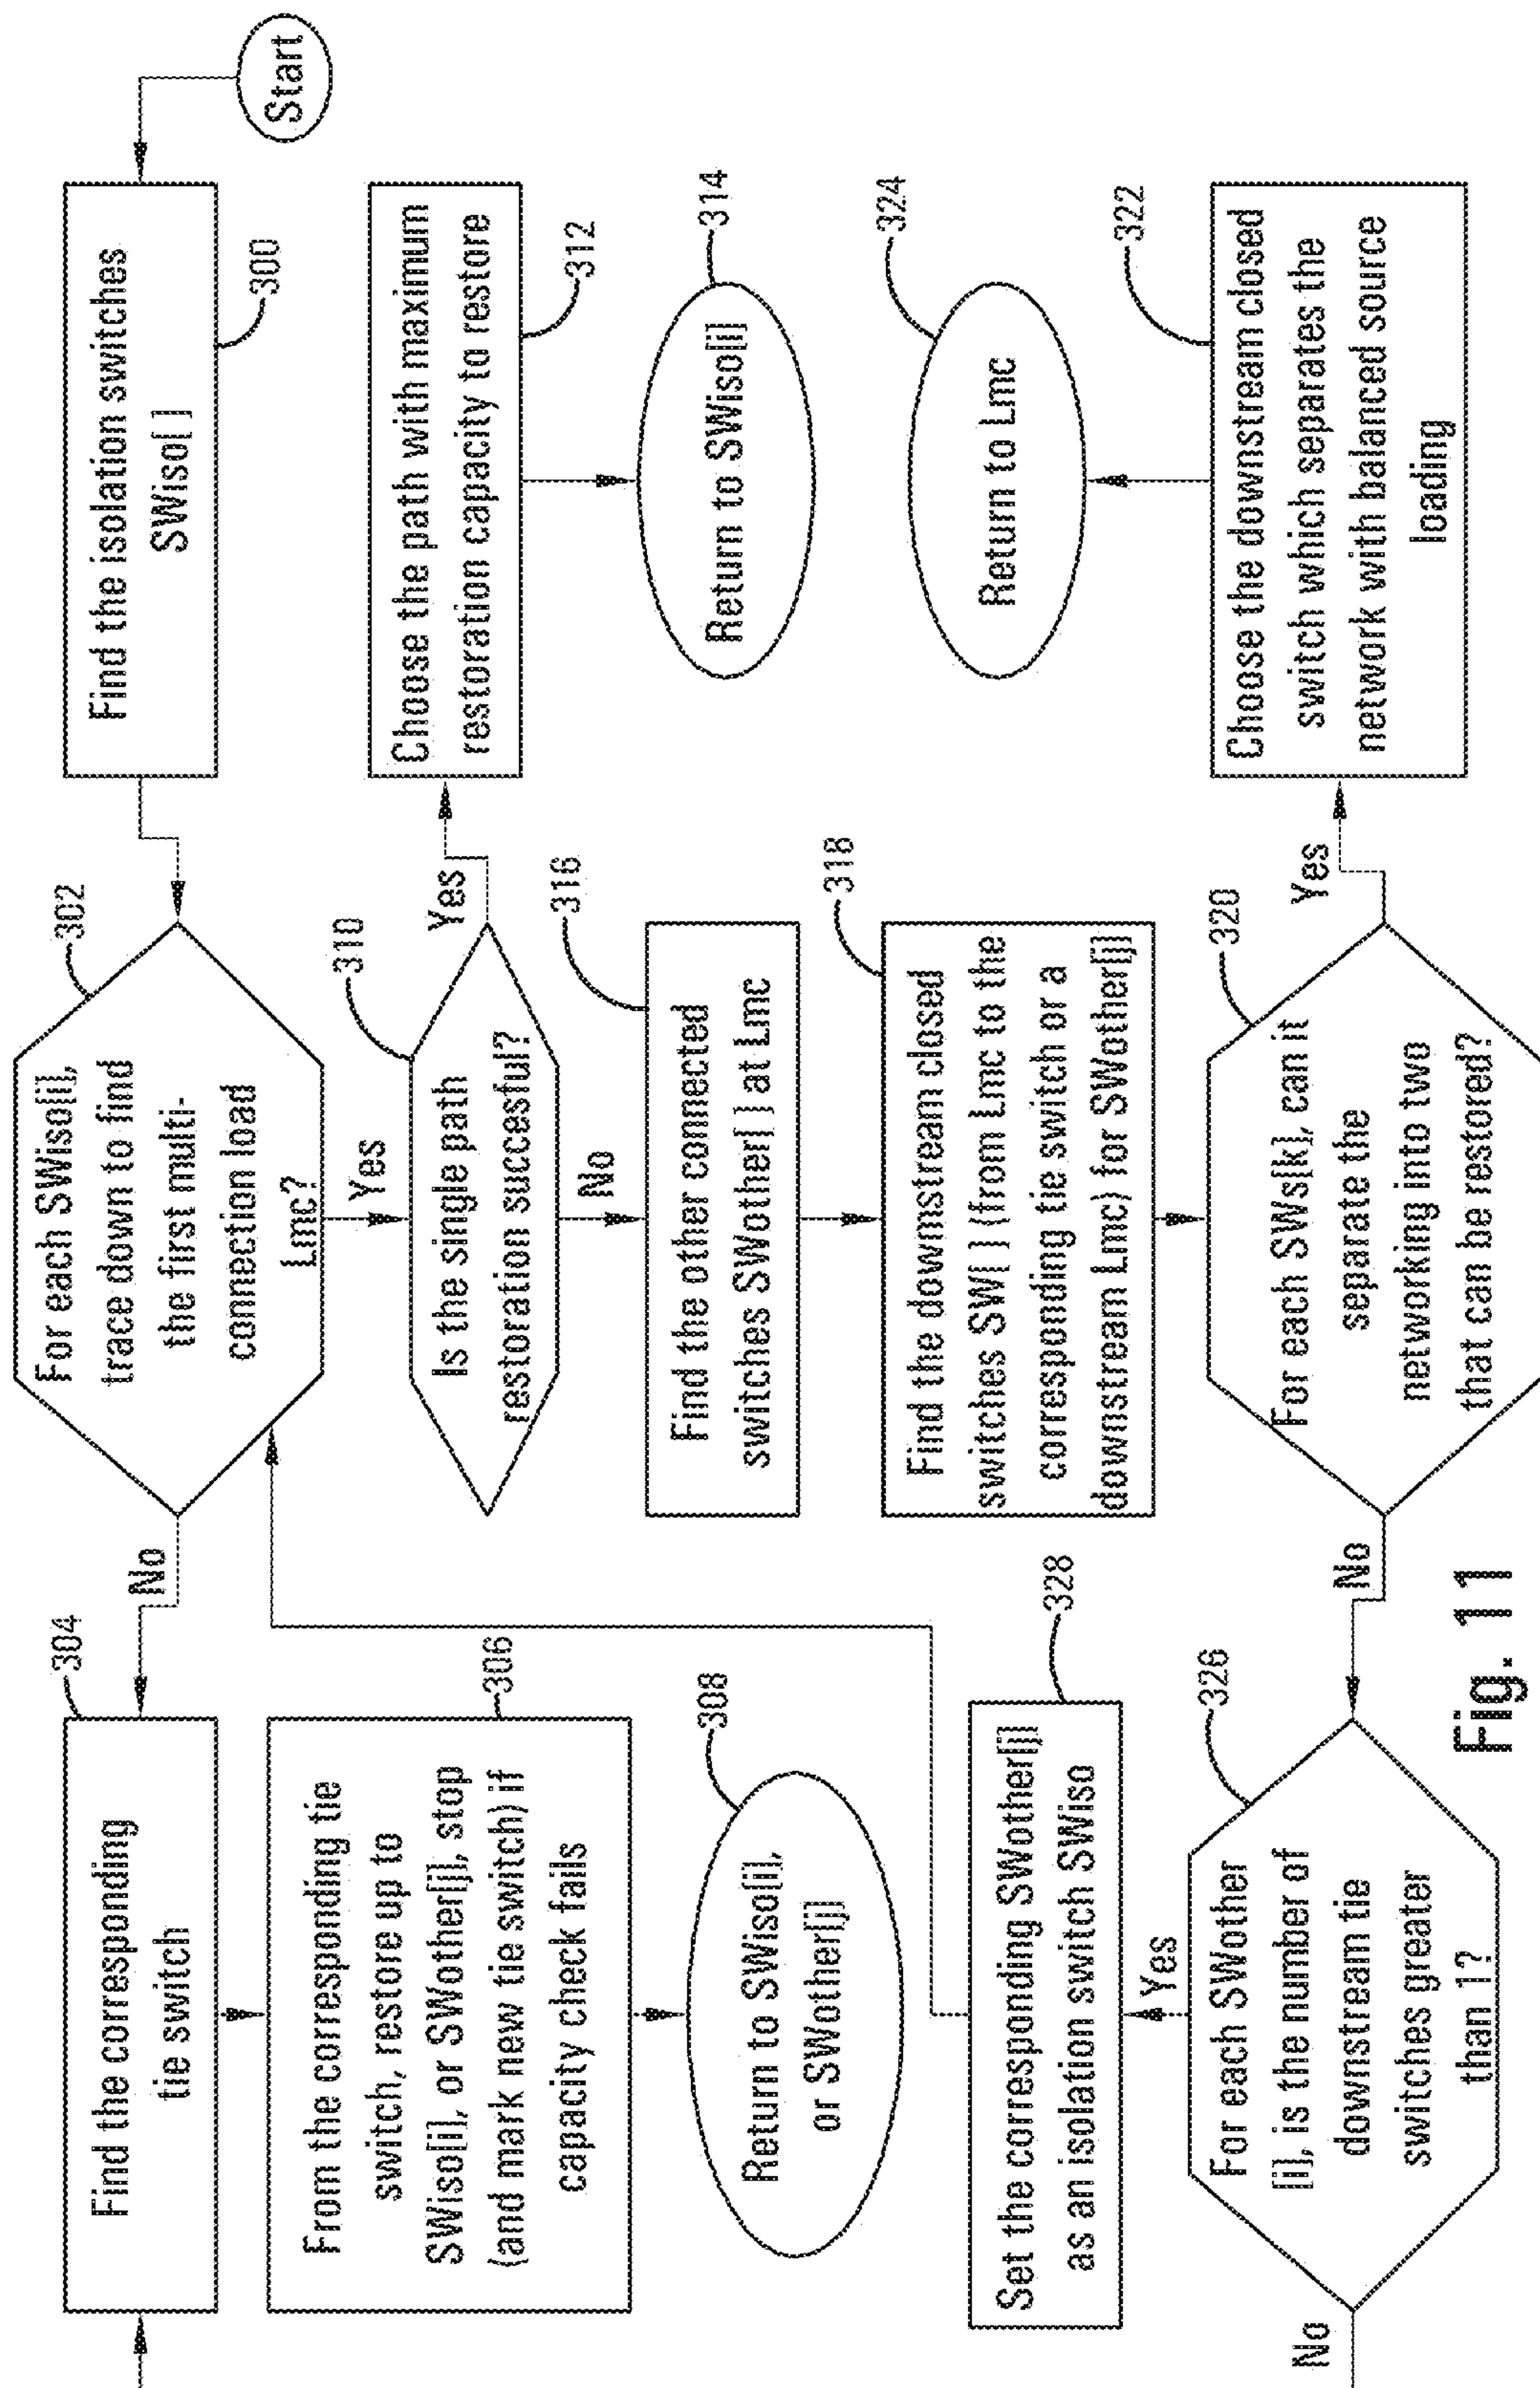 Start
Find the isolation switches
SWiso[ ]
300
302
For each SWiso[i],
trace down to find
the first multi-
connection load
Lmc?
No
Yes
304
Find the corresponding
tie switch
306
From the corresponding tie
switch, restore up to
SWiso[i], or SWother[j], stop
(and mark new tie switch) if
capacity check fails
308
Return to SWiso[i],
or SWother[j]
310
Is the single path
restoration succesful?
Yes
No
Choose the path with maximum
restoration capacity to restore
312
Return to SWiso[i]
314
316
Find the other connected
switches SWother[ ] at Lmc
318
Find the downstream closed
switches SW[ ] (from Lmc to the
corresponding tie switch or a
downstream Lmc) for SWother[j]
320
For each SWs[k], can it
separate the
networking into two
that can be restored?
Yes
No
Choose the downstream closed
switch which separates the
network with balanced source
loading
322
Return to Lmc
324
326
For each SWother
[i], is the number of
downstream tie
switches greater
than 1?
Yes
No
328
Set the corresponding SWother[j]
as an isolation switch SWiso
Fig. 11